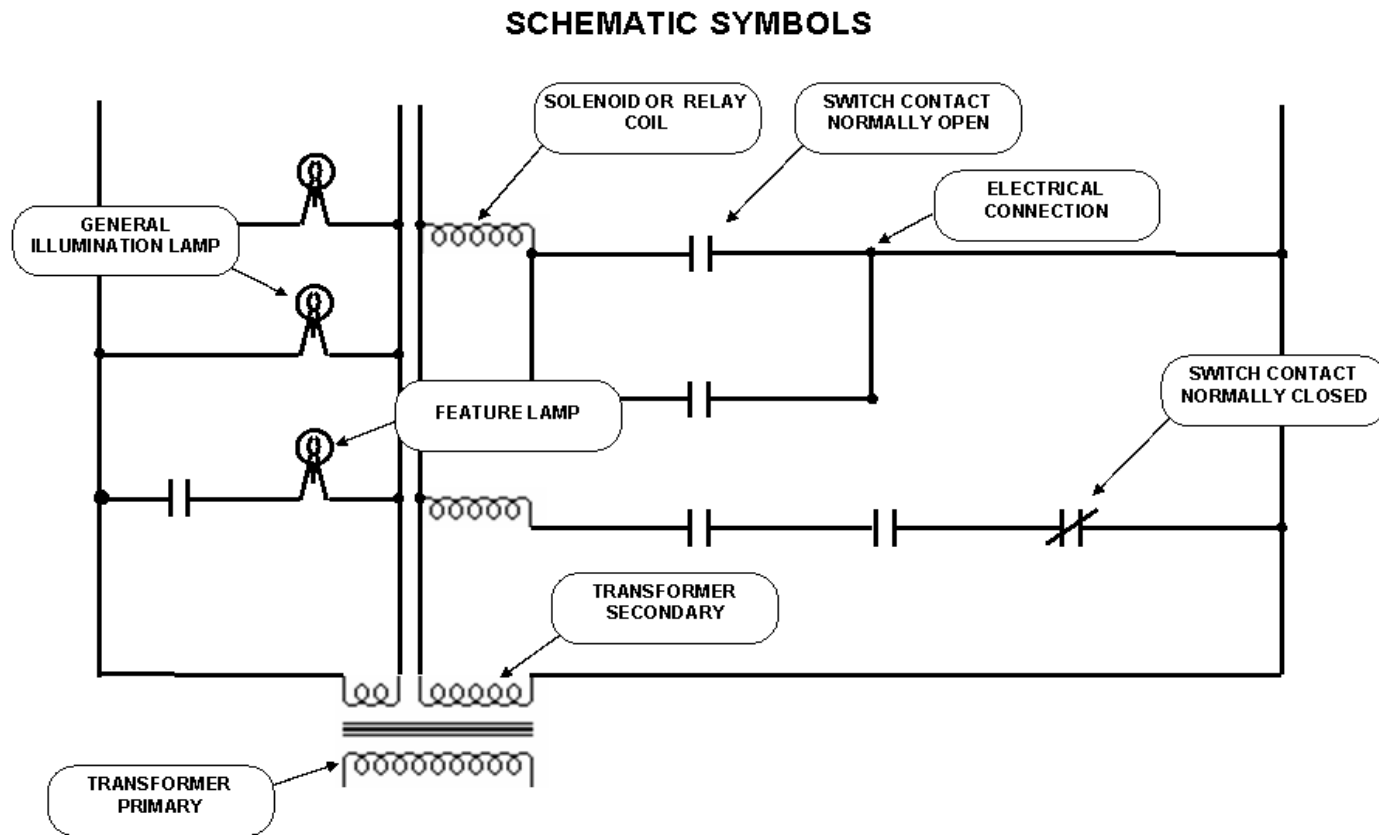 SCHEMATIC SYMBOLS
SOLENOID OR RELAY
COIL
SWITCH CONTACT
NORMALLY OPEN
ELECTRICAL
CONNECTION
GENERAL
ILLUMINATION LAMP
SWITCH CONTACT
NORMALLY CLOSED
FEATURE LAMP
TRANSFORMER
SECONDARY
TRANSFORMER
PRIMARY